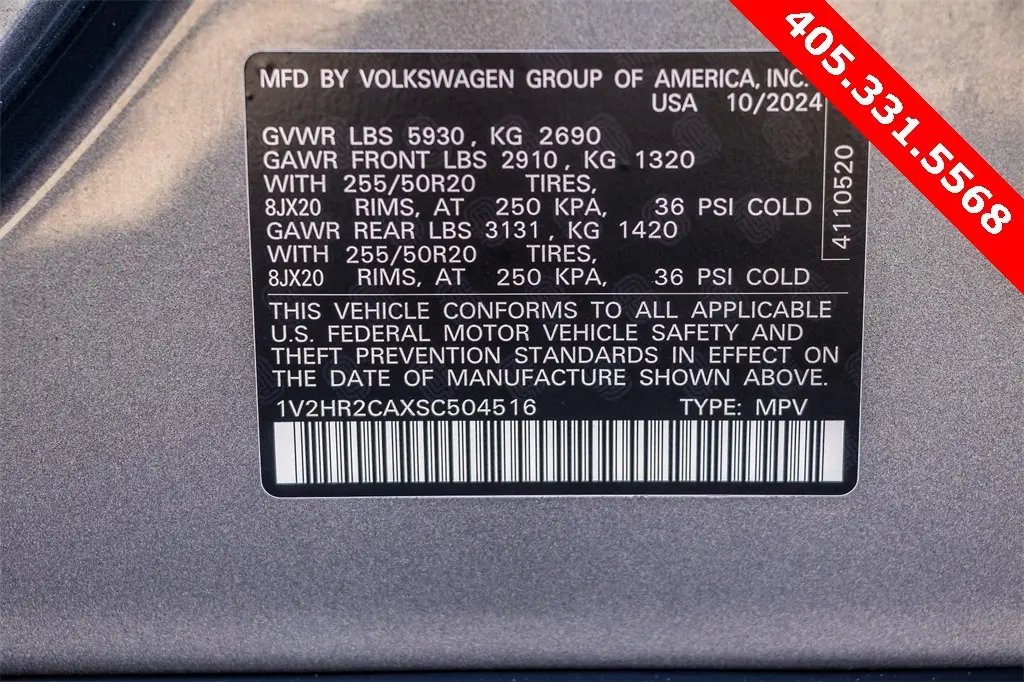 MFD BY VOLKSWAGEN GROUP OF AMERICA, INC.
USA 10/2024
GVWR LBS 5930, KG 2690
GAWR FRONT LBS 2910, KG 1320
WITH 255/50R20 TIRES,
8JX20 RIMS, AT 250 KPA, 36 PSI COLD
GAWR REAR LBS 3131, KG 1420
WITH 255/50R20 TIRES,
8JX20 RIMS, AT 250 KPA, 36 PSI COLD
THIS VEHICLE CONFORMS TO ALL APPLICABLE
U.S. FEDERAL MOTOR VEHICLE SAFETY AND
THEFT PREVENTION STANDARDS IN EFFECT ON
THE DATE OF MANUFACTURE SHOWN ABOVE.
1V2HR2CAXSC504516 TYPE: MPV
4110520
405.331.5568